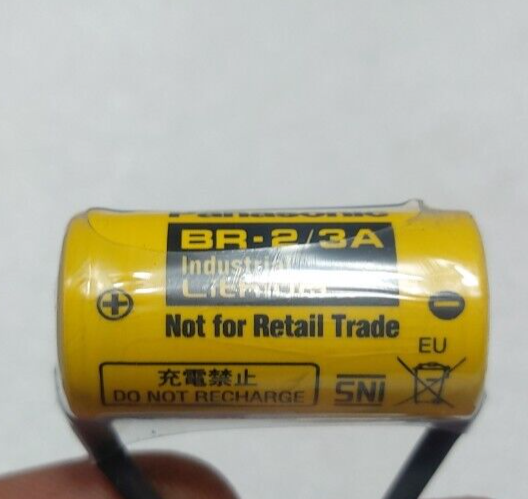 Panasonic
BR-2/3A
Industrial
LITHIUM
Not for Retail Trade
EU
充電禁止
DO NOT RECHARGE
SNI